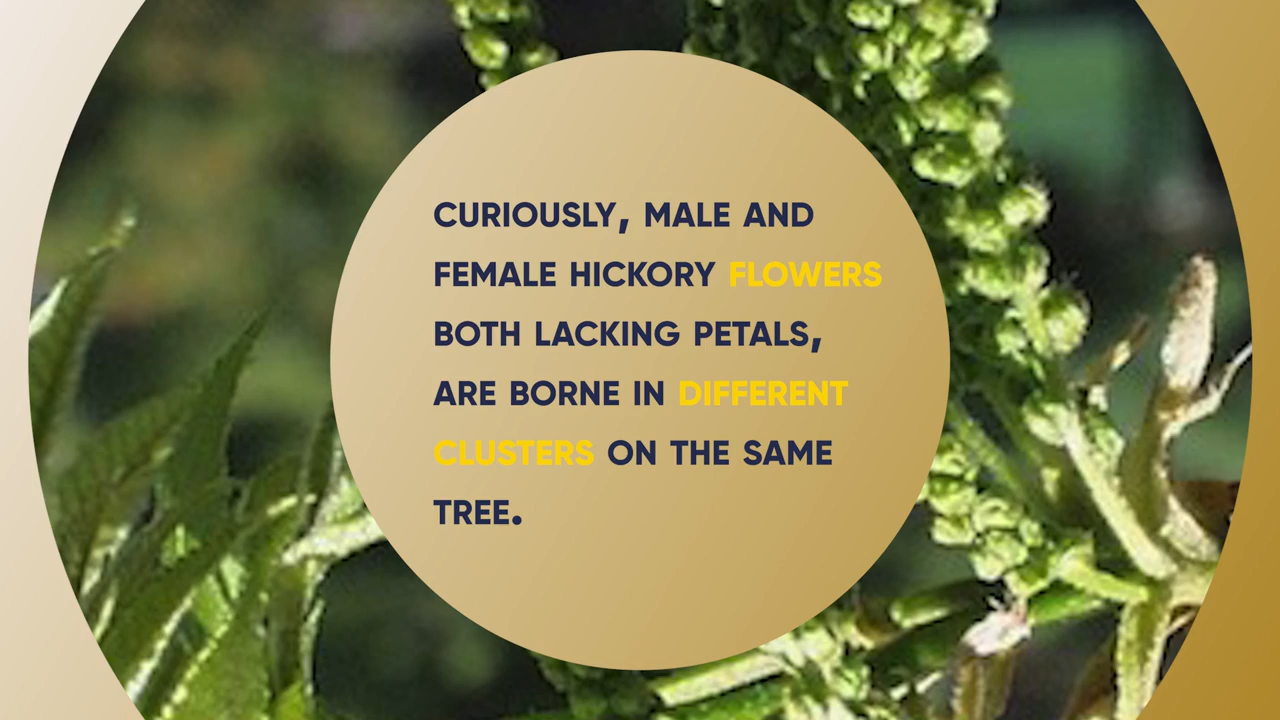 CURIOUSLY, MALE AND
FEMALE HICKORY FLOWERS
BOTH LACKING PETALS,
ARE BORNE IN DIFFERENT
CLUSTERS ON THE SAME
TREE.